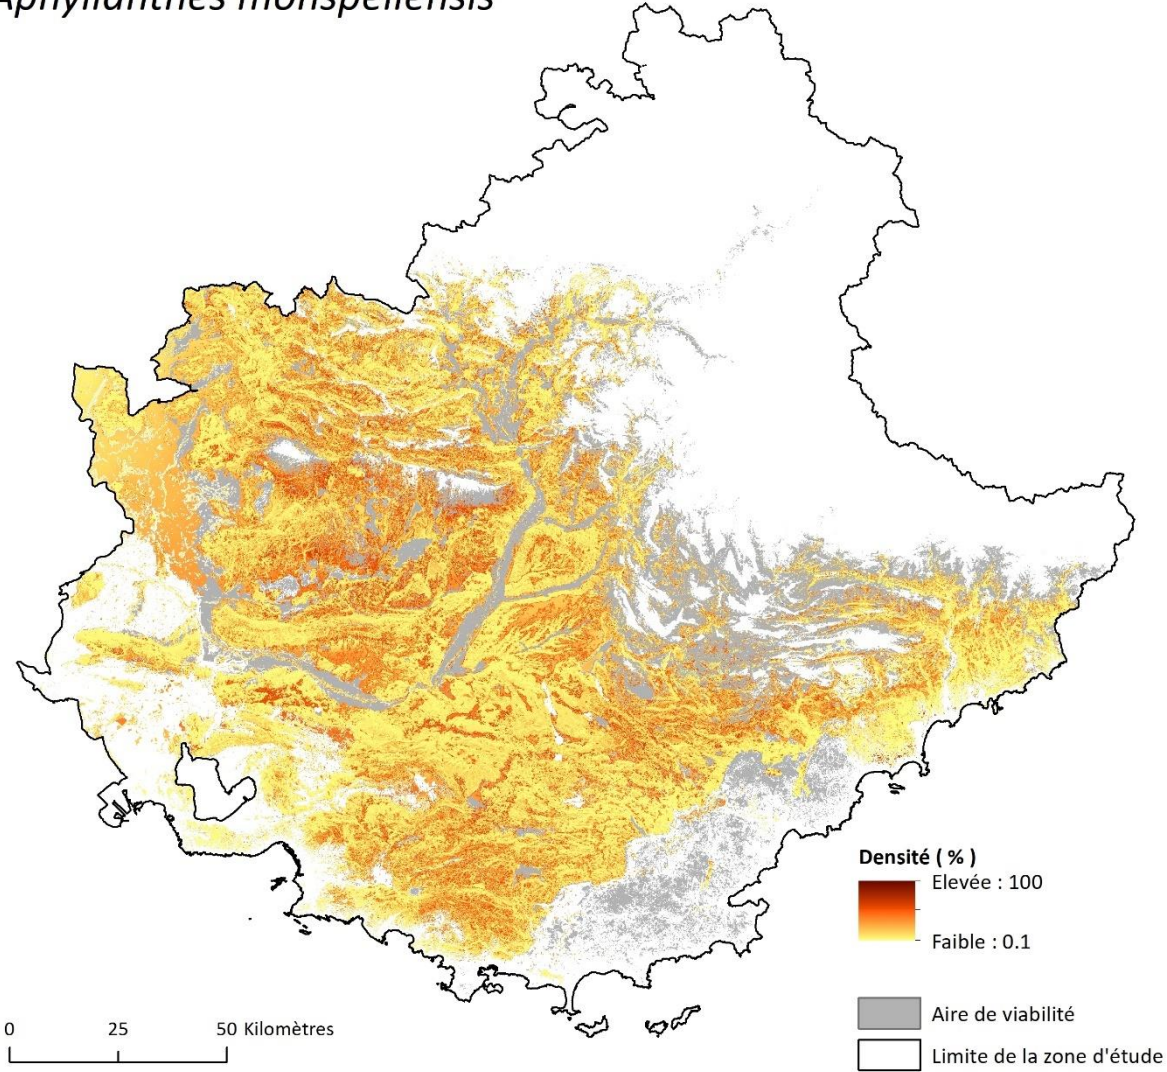 Aphyllanthes monspeliensis
Densité ( % )
Elevée : 100
Faible : 0.1
Aire de viabilité
Limite de la zone d'étude
0 25 50 Kilomètres